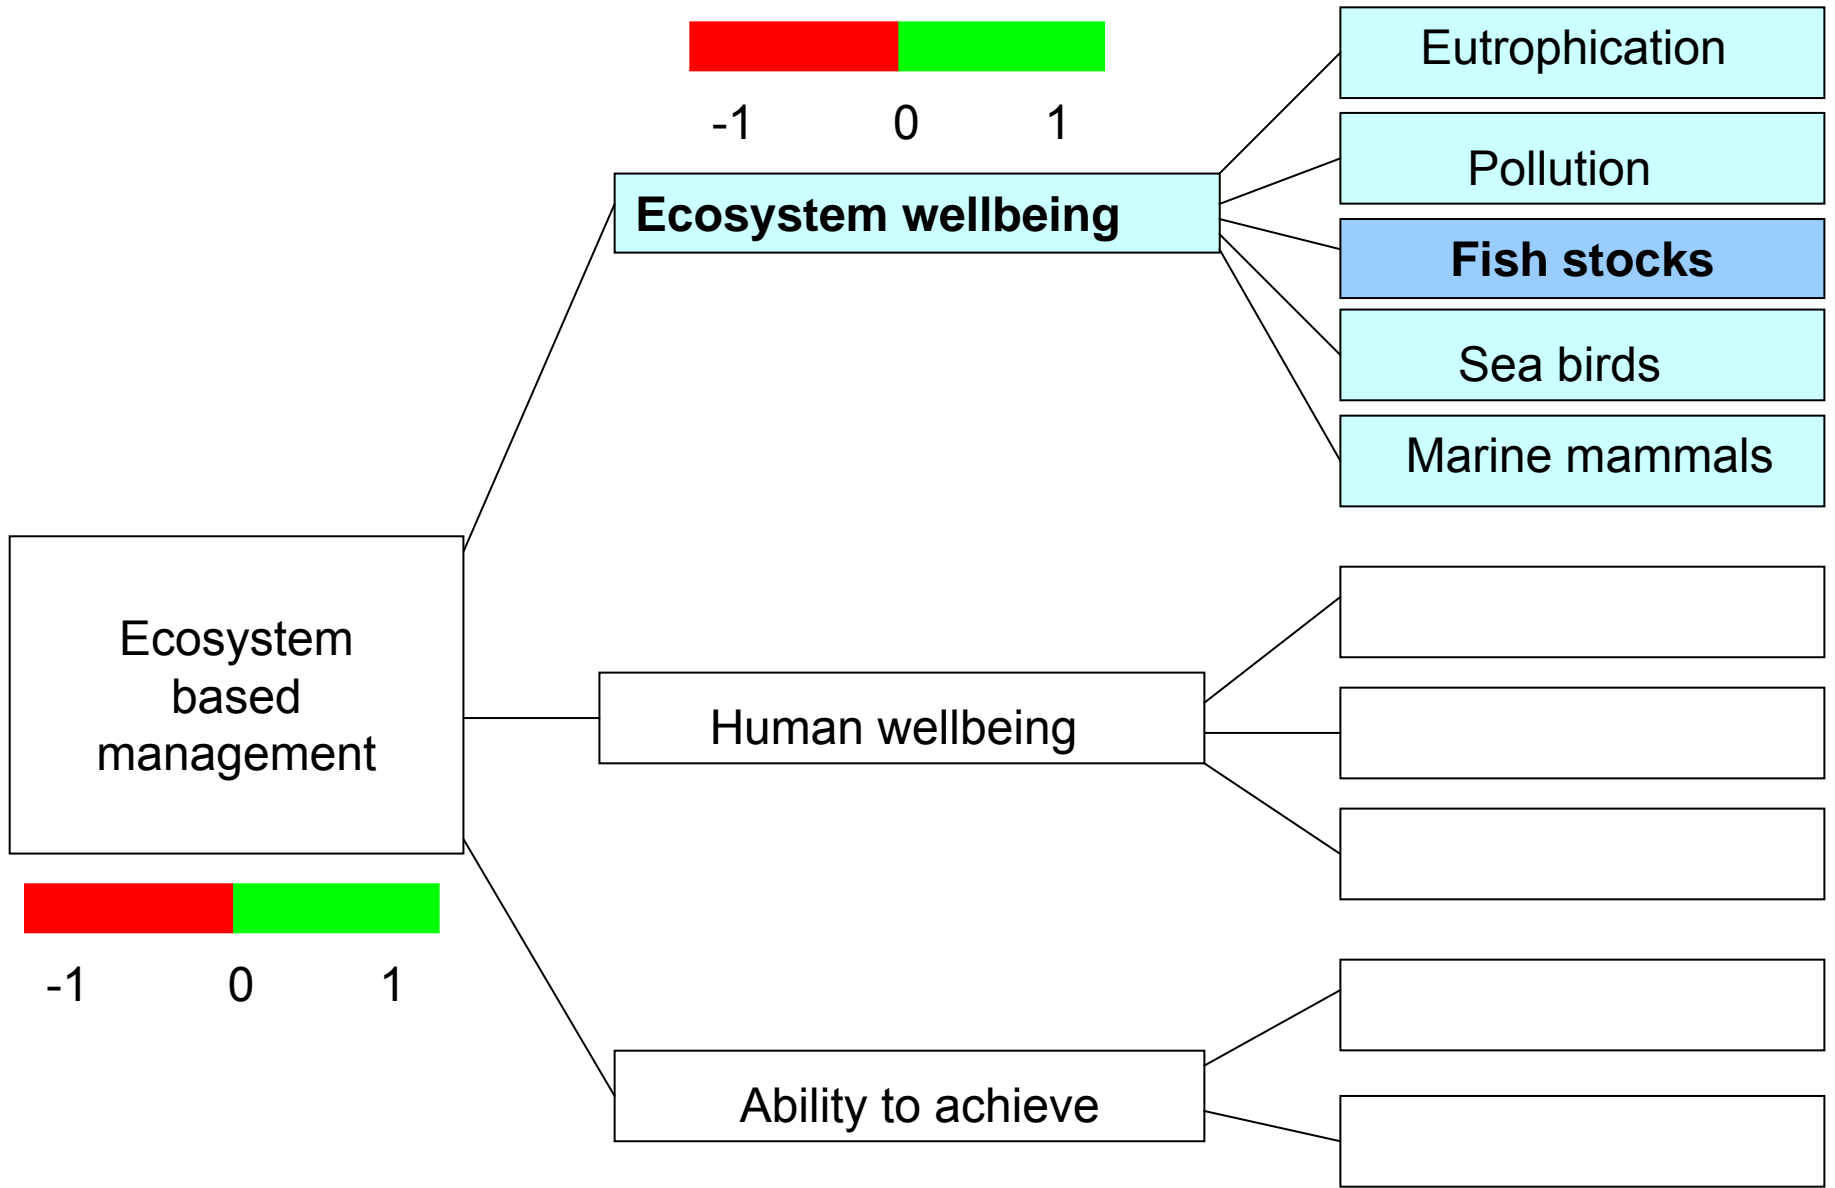 -1 0 1
Ecosystem wellbeing
Eutrophication
Pollution
Fish stocks
Sea birds
Marine mammals
Ecosystem
based
management
-1 0 1
Human wellbeing
Ability to achieve